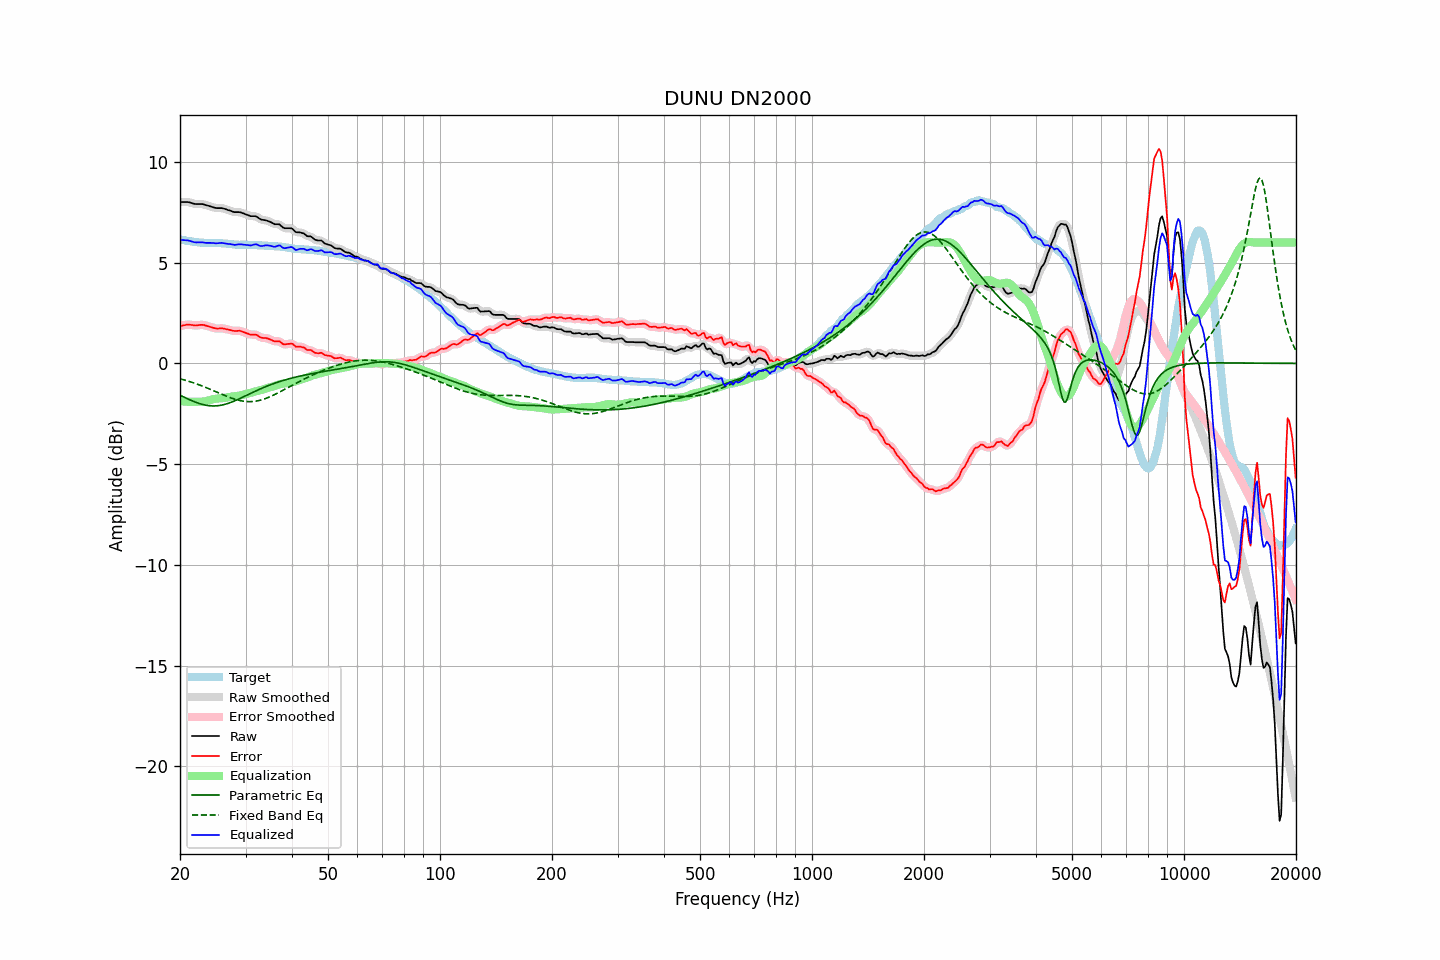 DUNU DN2000
Amplitude (dBr)
10
5
0
−5
−10
−15
−20
Target
Raw Smoothed
Error Smoothed
Raw
Error
Equalization
Parametric Eq
Fixed Band Eq
Equalized
20 50 100 200 500 1000 2000 5000 10000 20000
Frequency (Hz)